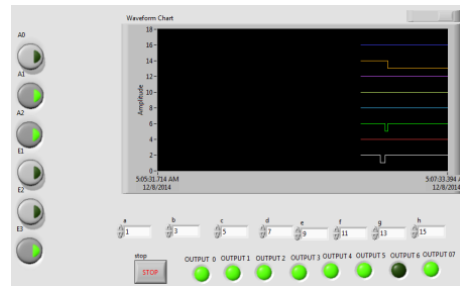 Waveform Chart
A0
A1
A2
E1
E2
E3
Amplitude
18
16
14
12
10
8
6
4
2
0
5:05:31.714 AM
12/8/2014
5:07:33.394
12/8/2014
a
b
c
d
e
f
g
h
1
3
5
7
9
11
13
15
stop
STOP
OUTPUT 0
OUTPUT 1
OUTPUT 2
OUTPUT 3
OUTPUT 4
OUTPUT 5
OUTPUT 6
OUTPUT 07